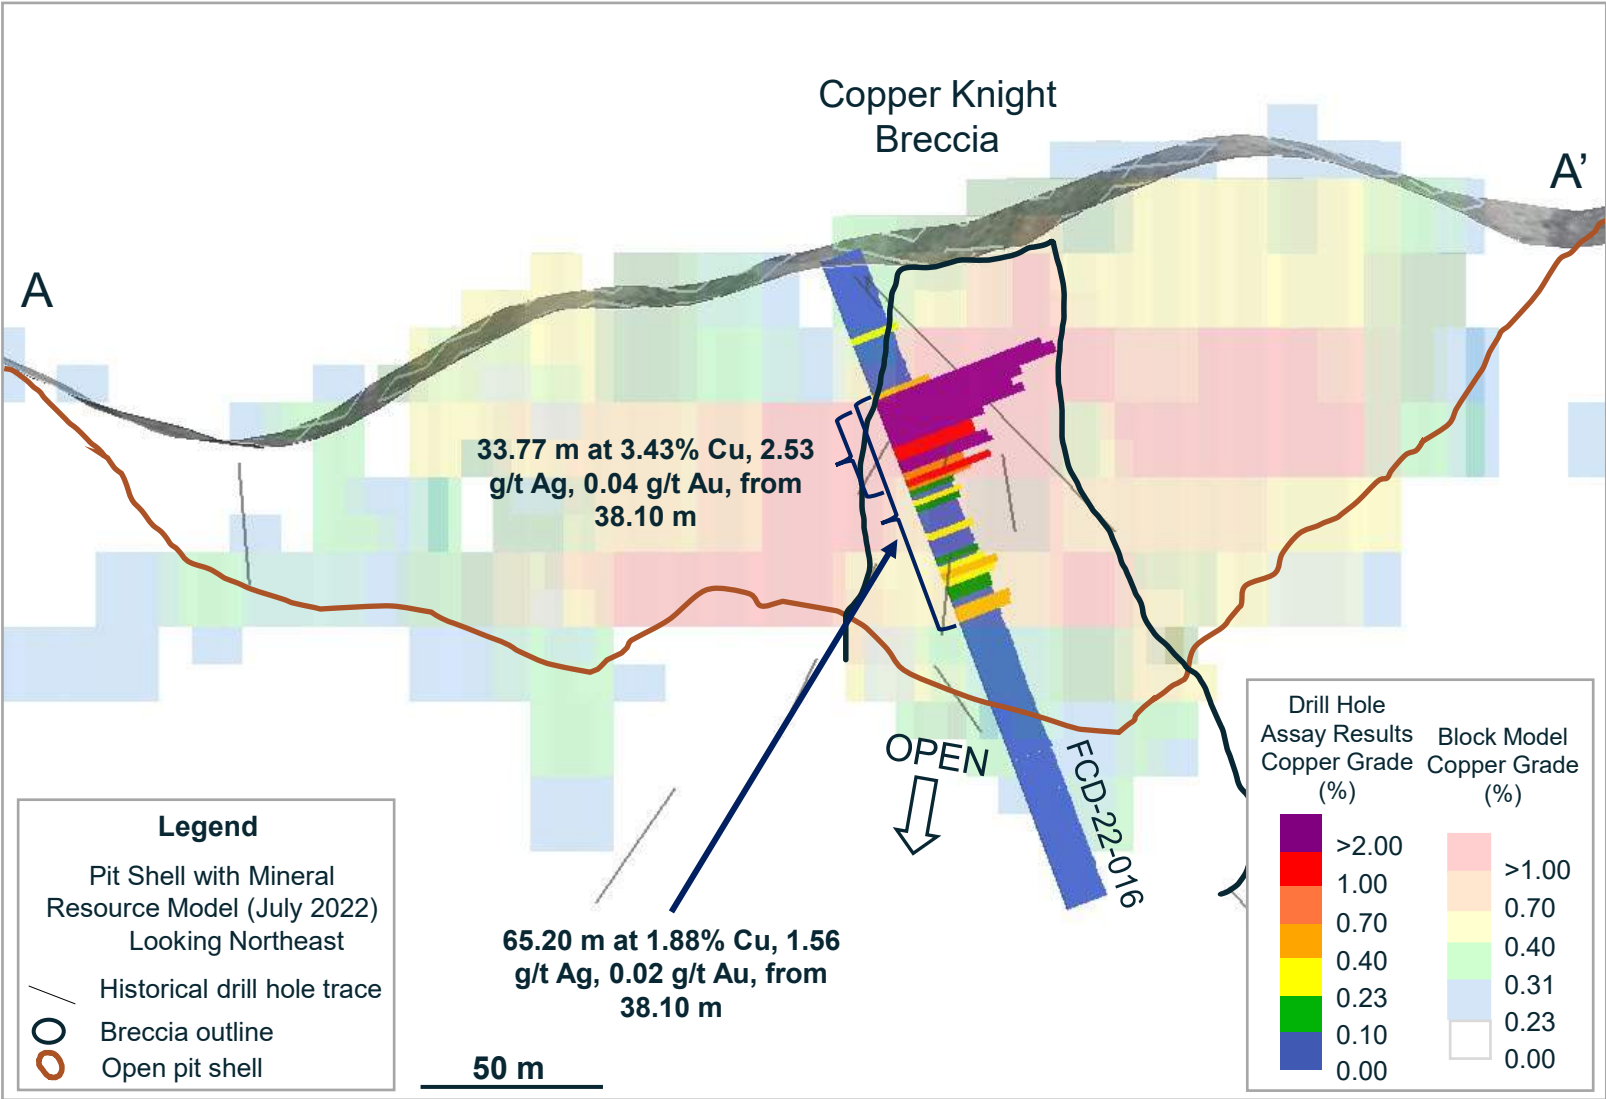 Copper Knight
Breccia
A
A’
33.77 m at 3.43% Cu, 2.53
g/t Ag, 0.04 g/t Au, from
38.10 m
OPEN
FCD-22-016
65.20 m at 1.88% Cu, 1.56
g/t Ag, 0.02 g/t Au, from
38.10 m
50 m
Legend
Pit Shell with Mineral
Resource Model (July 2022)
Looking Northeast
Historical drill hole trace
Breccia outline
Open pit shell
Drill Hole
Assay Results
Copper Grade
(%)
>2.00
1.00
0.70
0.40
0.23
0.10
0.00
Block Model
Copper Grade
(%)
>1.00
0.70
0.40
0.31
0.23
0.00